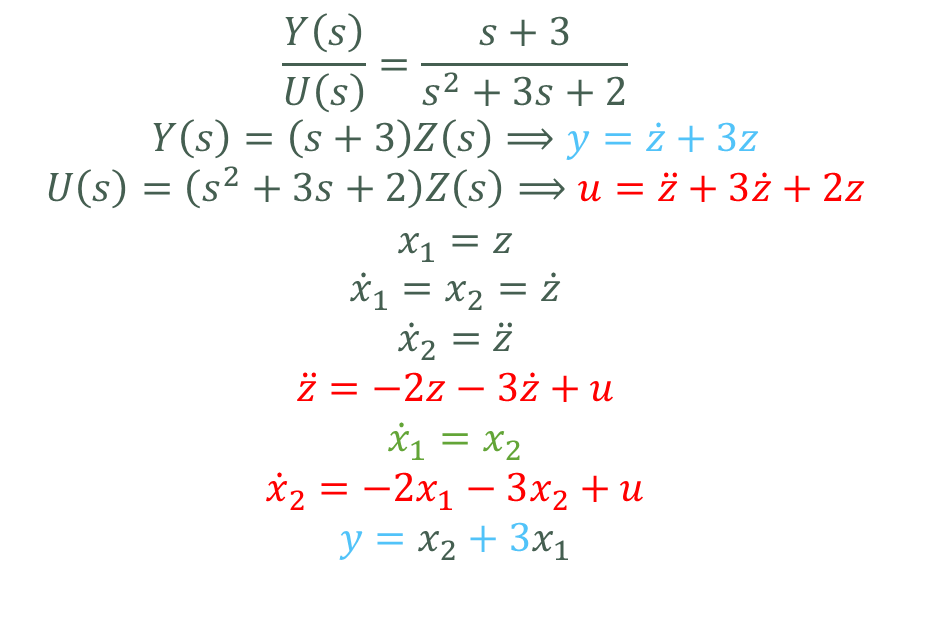 Y(s)/U(s) = (s + 3)/(s² + 3s + 2)
Y(s) = (s + 3)Z(s) ⟹ y = ż + 3z
U(s) = (s² + 3s + 2)Z(s) ⟹ u = z̈ + 3ż + 2z
x₁ = z
ẋ₁ = x₂ = ż
ẋ₂ = z̈
z̈ = −2z − 3ż + u
ẋ₁ = x₂
ẋ₂ = −2x₁ − 3x₂ + u
y = x₂ + 3x₁